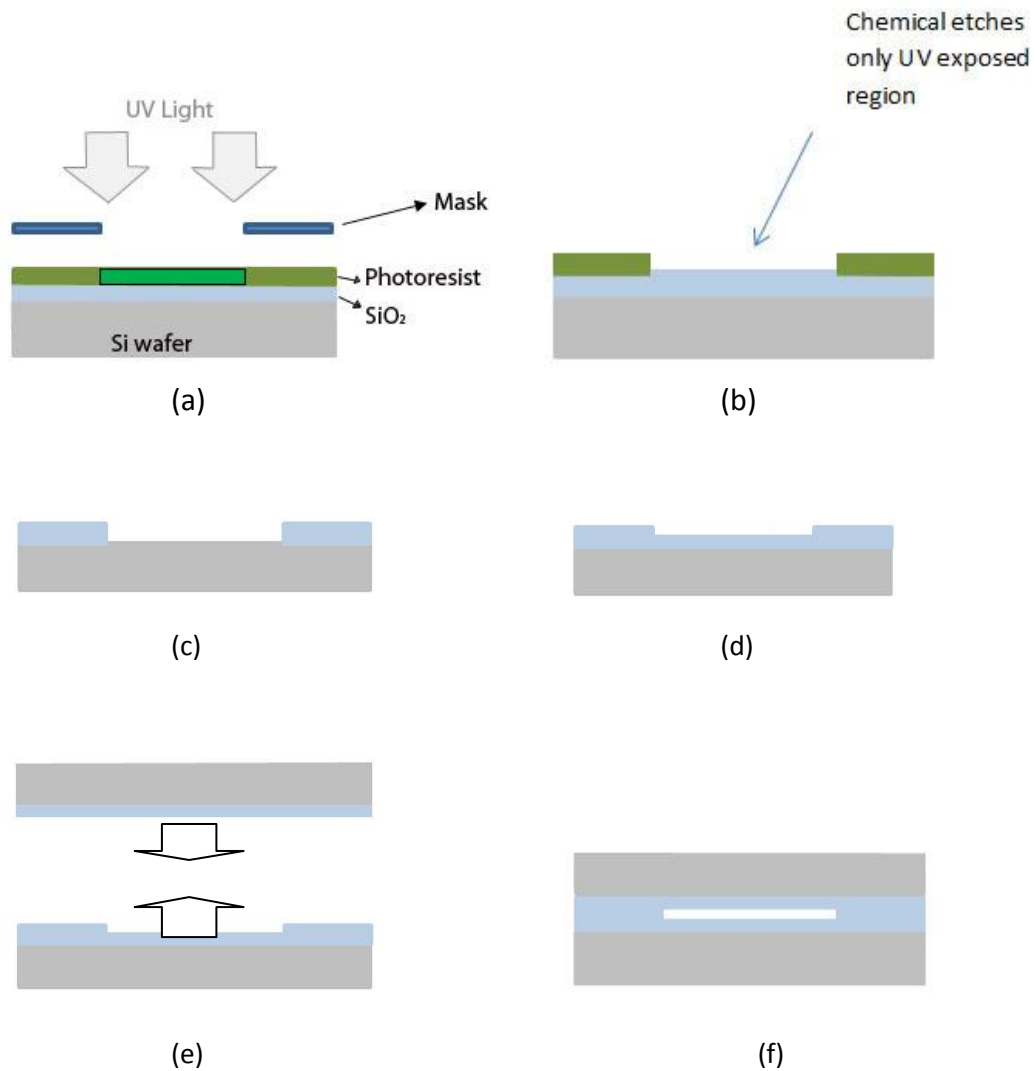 Chemical etches
only UV exposed
region
UV Light
Mask
Photoresist
SiO₂
Si wafer
(a)
(b)
(c)
(d)
(e)
(f)